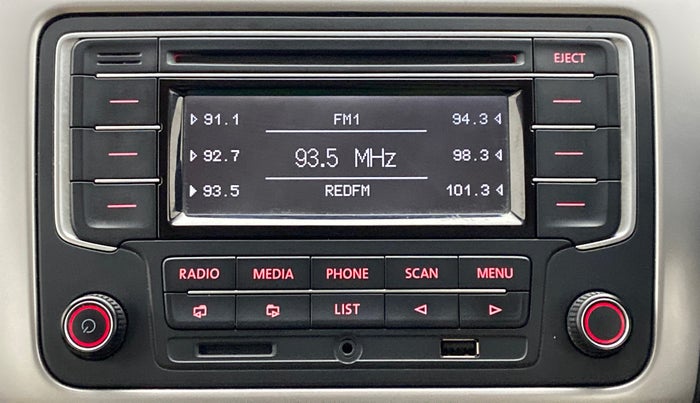 EJECT
91.1 FM1 94.3
92.7 93.5 MHz 98.3
93.5 REDFM 101.3
RADIO MEDIA PHONE SCAN MENU
LIST